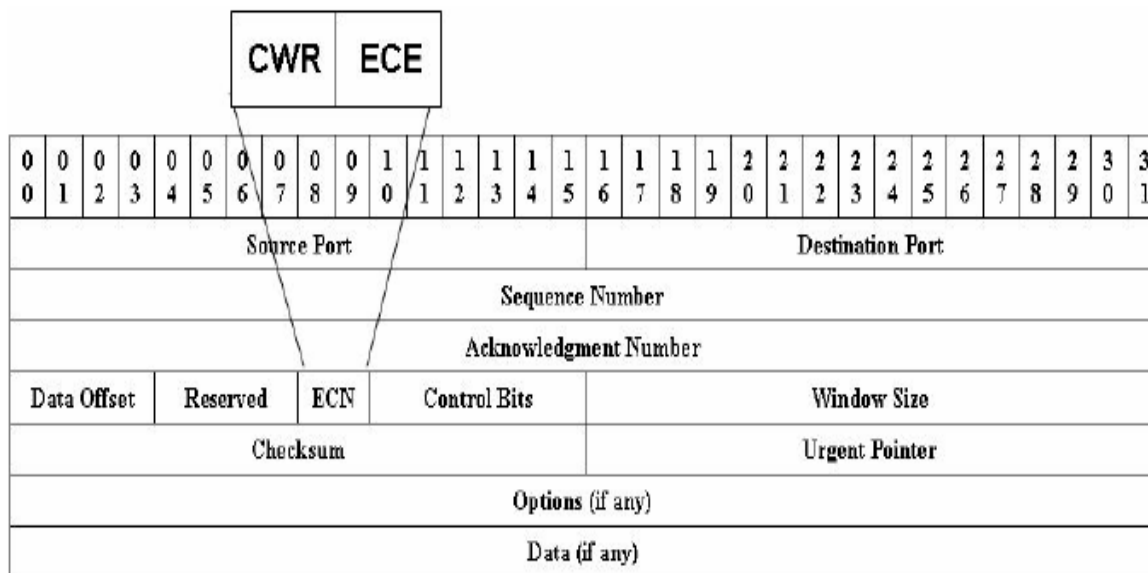 CWR ECE
0 0 0 0 0 0 0 0 0 0 1 1 1 1 1 1 1 1 1 1 2 2 2 2 2 2 2 2 2 2 3 3
0 1 2 3 4 5 6 7 8 9 0 1 2 3 4 5 6 7 8 9 0 1 2 3 4 5 6 7 8 9 0 1
Source Port Destination Port
Sequence Number
Acknowledgment Number
Data Offset Reserved ECN Control Bits Window Size
Checksum Urgent Pointer
Options (if any)
Data (if any)